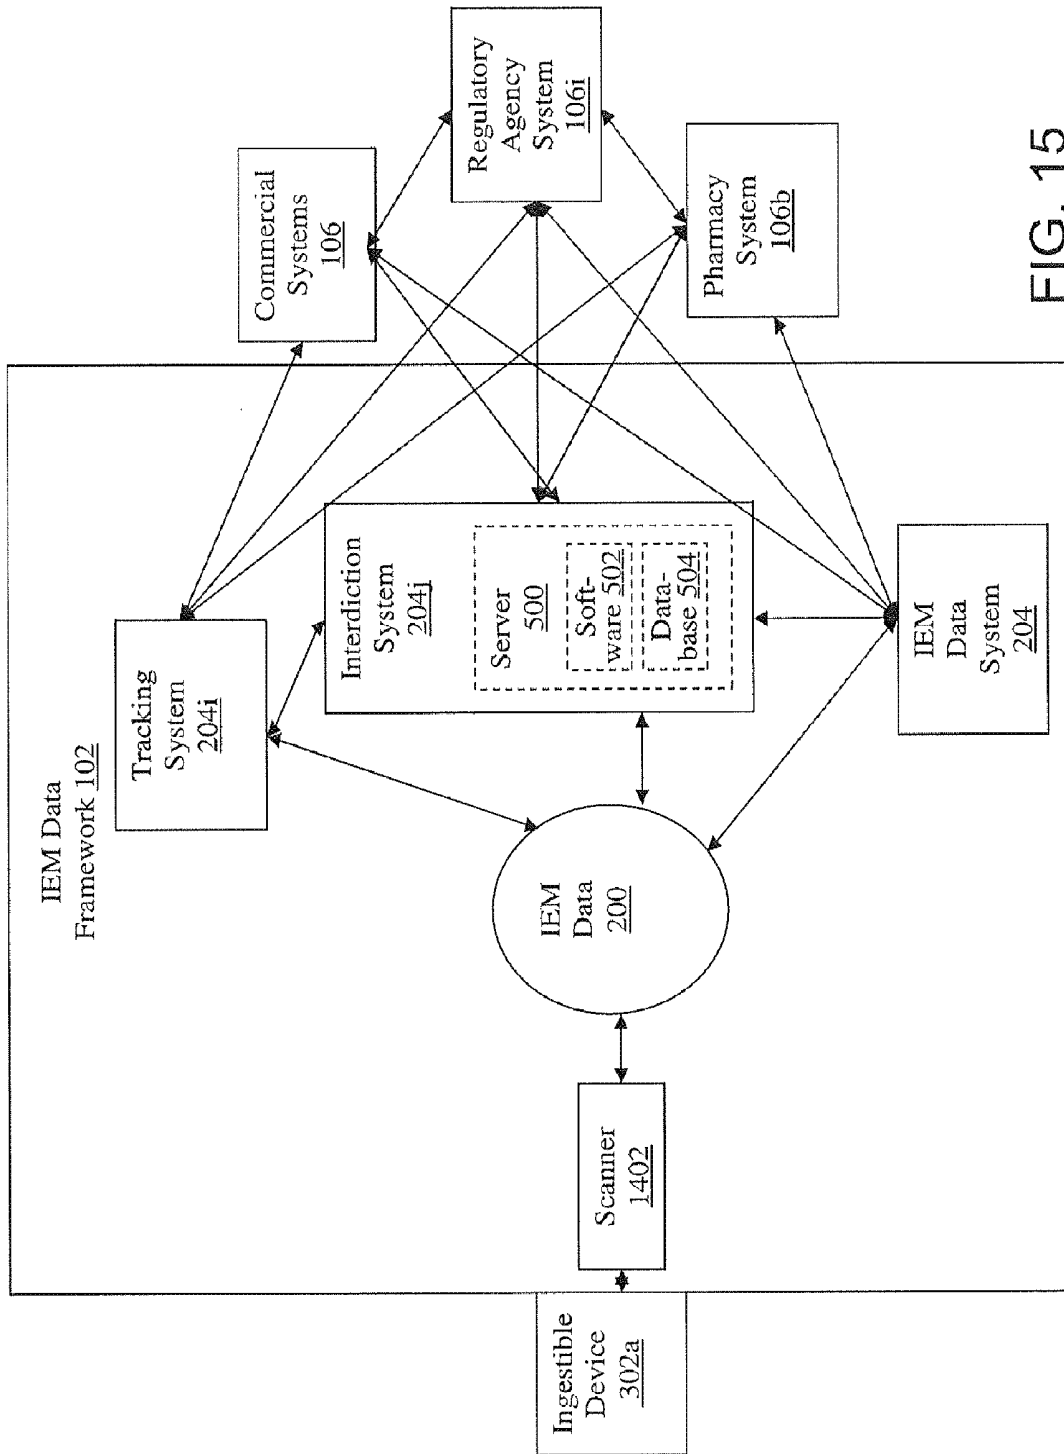 IEM Data
Framework 102
Ingestible
Device
302a
Scanner
1402
IEM
Data
200
Tracking
System
204i
Interdiction
System
204j
Server
500
Soft-
ware 502
Data-
base 504
IEM
Data
System
204
Commercial
Systems
106
Regulatory
Agency
System
106i
Pharmacy
System
106b
FIG. 15